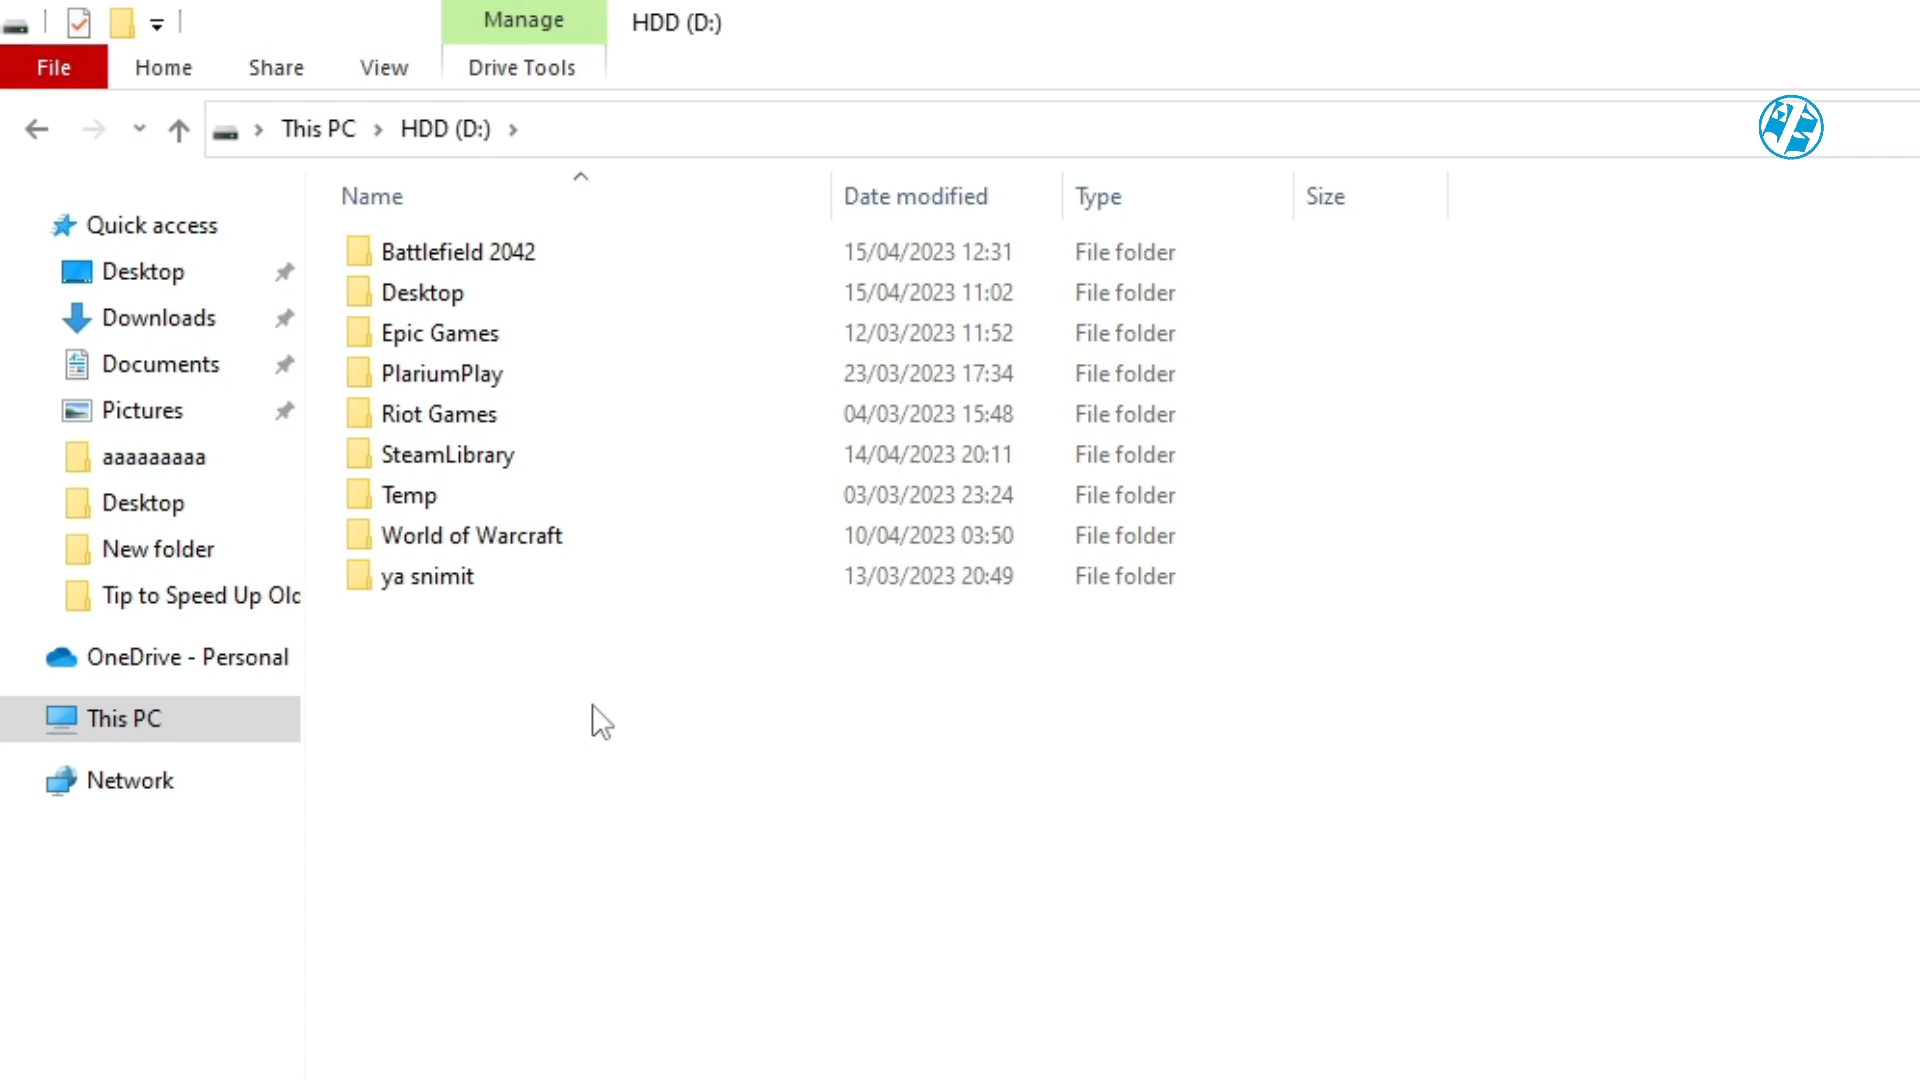 Manage
HDD (D:)
File
Home
Share
View
Drive Tools
This PC
HDD (D:)
Name
Date modified
Type
Size
Quick access
Desktop
Downloads
Documents
Pictures
aaaaaaaaa
Desktop
New folder
Tip to Speed Up Old
OneDrive - Personal
This PC
Network
Battlefield 2042 15/04/2023 12:31 File folder
Desktop 15/04/2023 11:02 File folder
Epic Games 12/03/2023 11:52 File folder
PlariumPlay 23/03/2023 17:34 File folder
Riot Games 04/03/2023 15:48 File folder
SteamLibrary 14/04/2023 20:11 File folder
Temp 03/03/2023 23:24 File folder
World of Warcraft 10/04/2023 03:50 File folder
ya snimit 13/03/2023 20:49 File folder